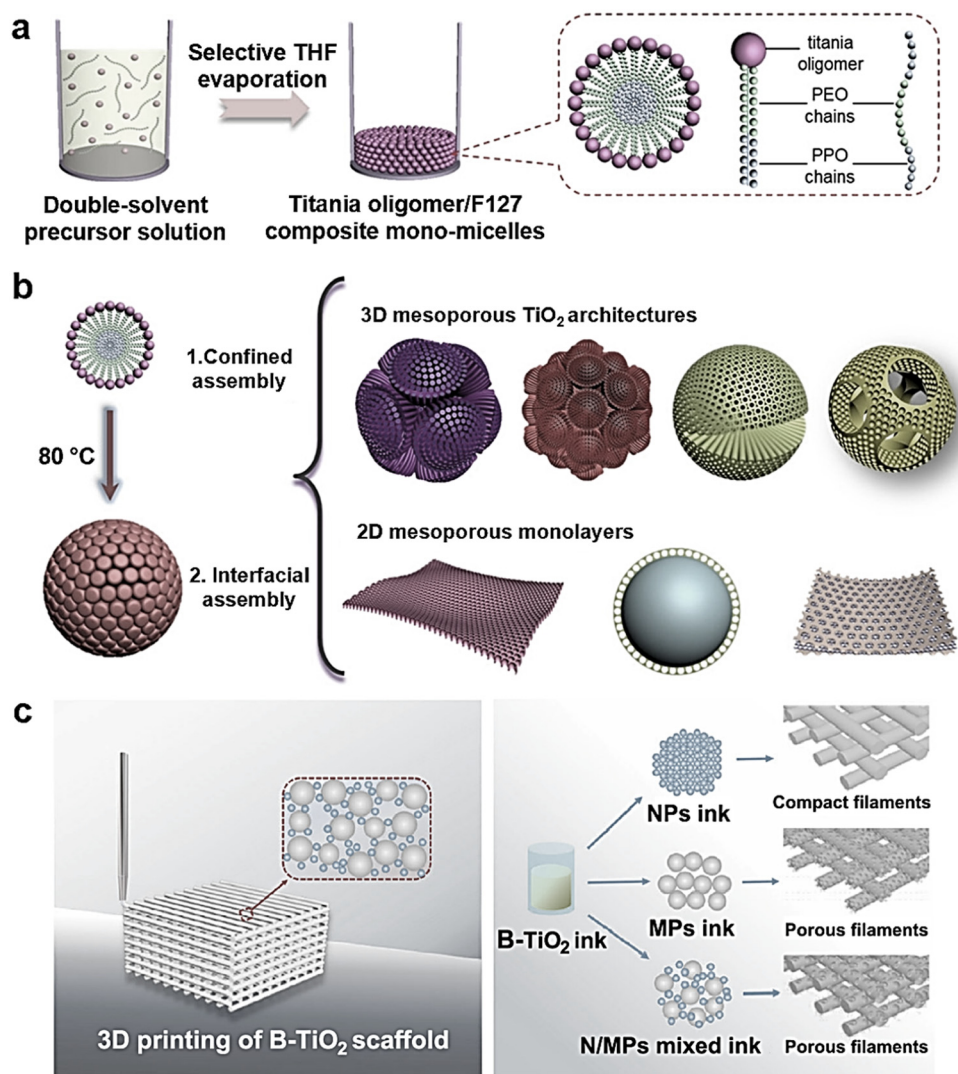 a
Selective THF
evaporation
Double-solvent
precursor solution
Titania oligomer/F127
composite mono-micelles
titania
oligomer
PEO
chains
PPO
chains
b
1.Confined
assembly
80 °C
2. Interfacial
assembly
3D mesoporous TiO₂ architectures
2D mesoporous monolayers
c
3D printing of B-TiO₂ scaffold
B-TiO₂ ink
NPs ink
Compact filaments
MPs ink
Porous filaments
N/MPs mixed ink
Porous filaments